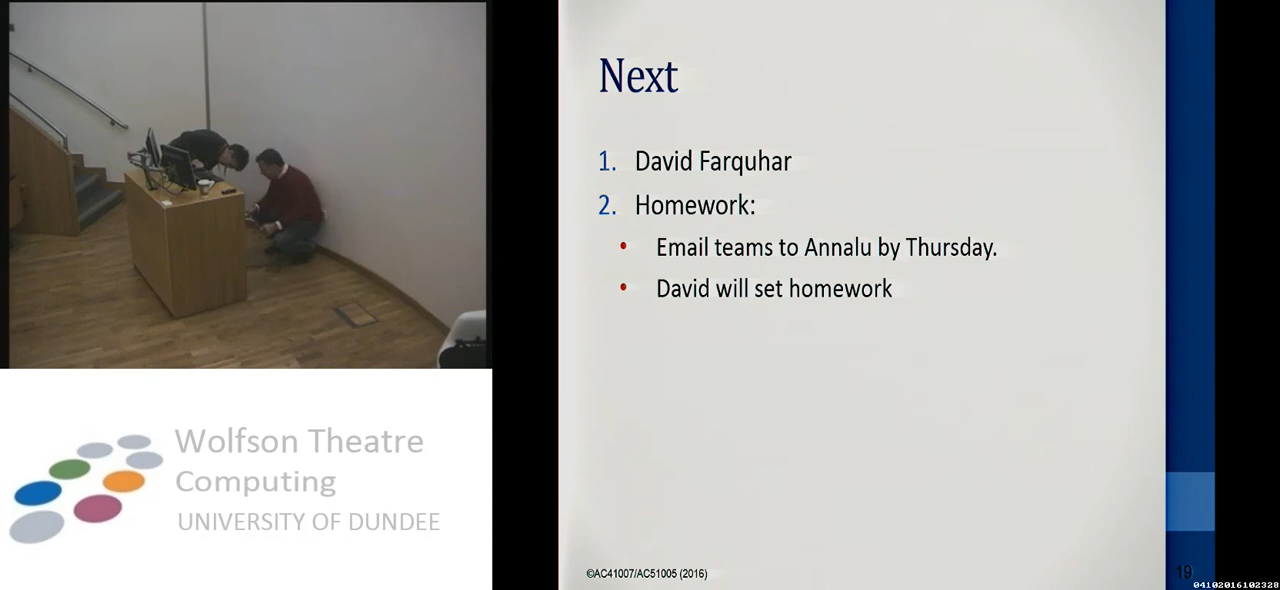 Next
1. David Farquhar
2. Homework:
• Email teams to Annalu by Thursday.
• David will set homework
©AC41007/AC51005 (2016)
19
04102016102328
Wolfson Theatre
Computing
UNIVERSITY OF DUNDEE